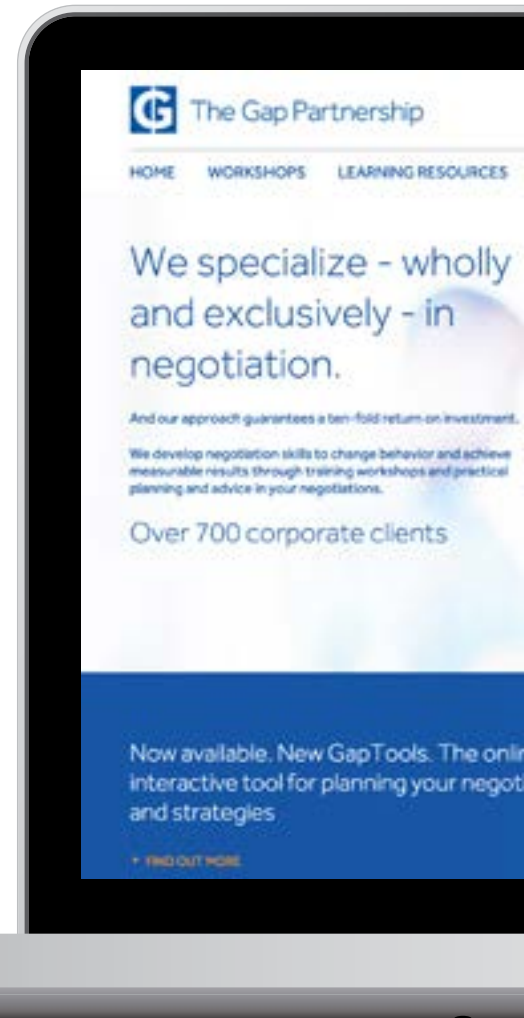 The Gap Partnership
HOME WORKSHOPS LEARNING RESOURCES
We specialize - wholly
and exclusively - in
negotiation.
And our approach guarantees a ten-fold return on investment.
We develop negotiation skills to change behavior and achieve
measurable results through training workshops and practical
planning and advice in your negotiations.
Over 700 corporate clients
Now available. New GapTools. The onlin
interactive tool for planning your negoti
and strategies
FIND OUT MORE